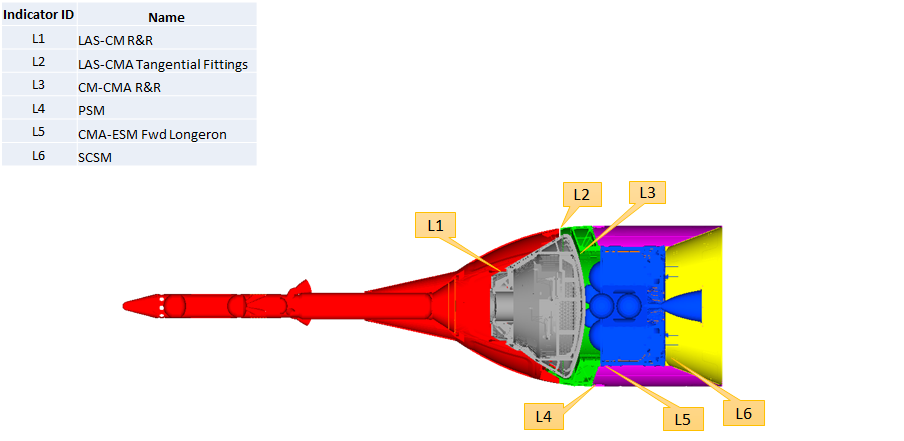 Indicator ID Name
L1 LAS-CM R&R
L2 LAS-CMA Tangential Fittings
L3 CM-CMA R&R
L4 PSM
L5 CMA-ESM Fwd Longeron
L6 SCSM
L2
L3
L1
L4
L5
L6